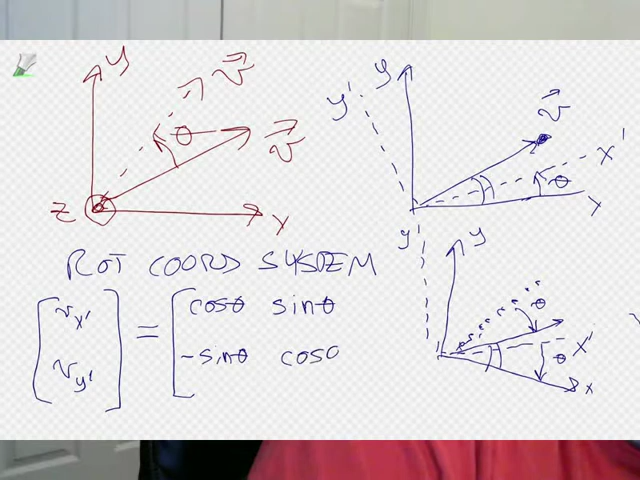 y
v
θ
v
z
x
y
y'
v
x'
θ
x
ROT COORD SYSTEM
vx'
vy'
=
cosθ sinθ
-sinθ cosθ
y'
y
θ
x'
θ
x